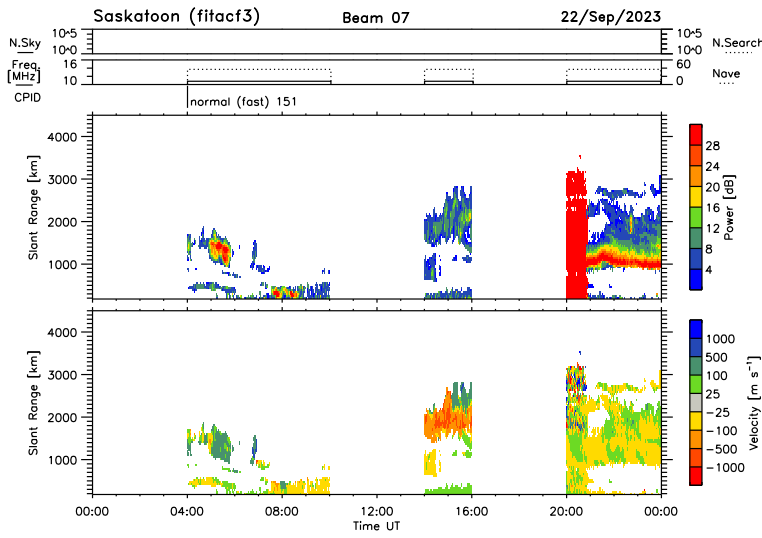 Saskatoon (fitacf3) Beam 07 22/Sep/2023
N.Sky 10^5 10^0 10^5 10^0 N.Search
Freq. [MHz] 16 10 60 0 Nave
CPID normal (fast) 151
Slant Range [km] 4000 3000 2000 1000
Power [dB] 28 24 20 16 12 8 4
Slant Range [km] 4000 3000 2000 1000
Velocity [m s⁻¹] 1000 500 100 25 −25 −100 −500 −1000
00:00 04:00 08:00 12:00 16:00 20:00 00:00
Time UT